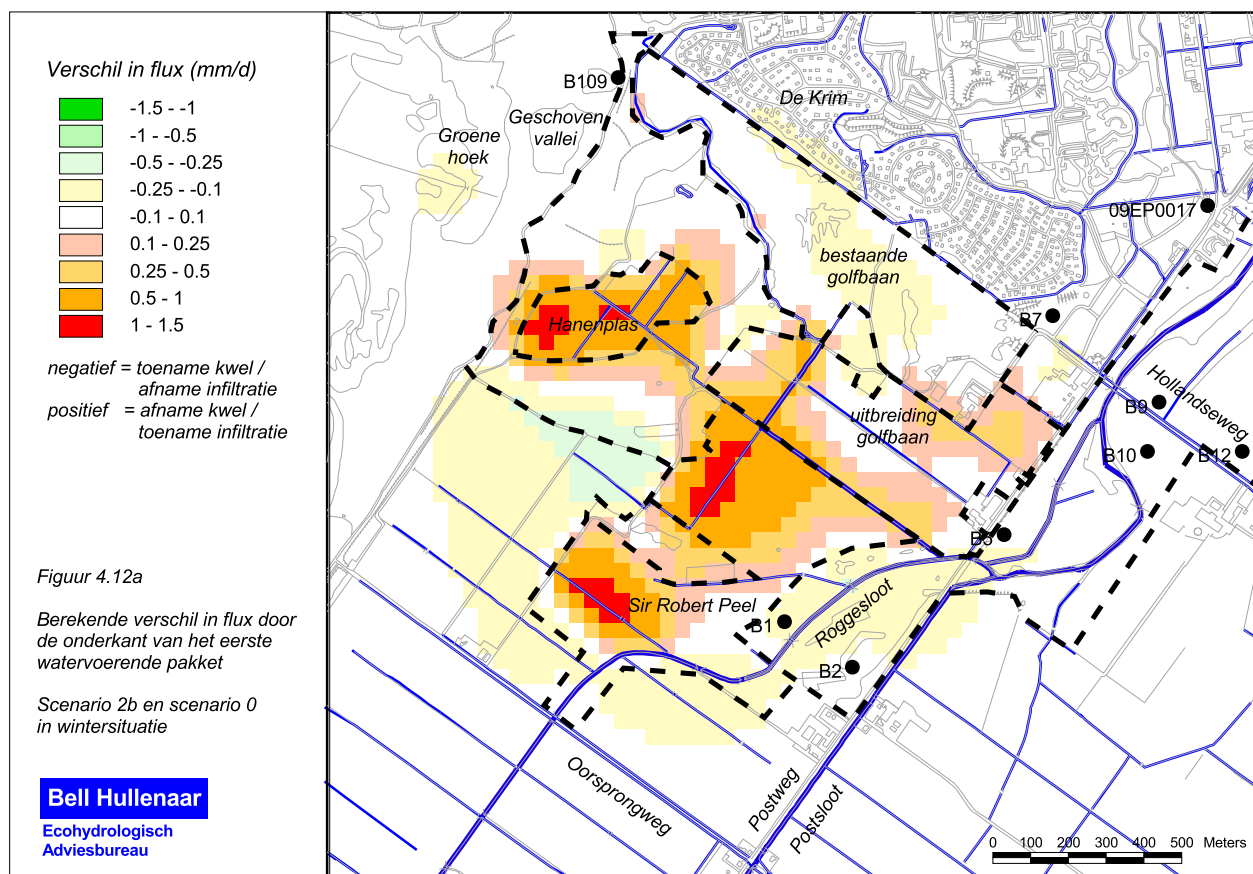 Verschil in flux (mm/d)
-1.5 - -1
-1 - -0.5
-0.5 - -0.25
-0.25 - -0.1
-0.1 - 0.1
0.1 - 0.25
0.25 - 0.5
0.5 - 1
1 - 1.5
negatief = toename kwel /
afname infiltratie
positief = afname kwel /
toename infiltratie
Figuur 4.12a
Berekende verschil in flux door
de onderkant van het eerste
watervoerende pakket
Scenario 2b en scenario 0
in wintersituatie
Bell Hullenaar
Ecohydrologisch
Adviesbureau
B109
De Krim
Geschoven
vallei
Groene
hoek
09EP0017
bestaande
golfbaan
B7
Hanenplas
Hollandseweg
B9
uitbreiding
golfbaan
B10
B12
B3
Sir Robert Peel
B1
Roggesloot
B2
Oorsprongweg
Postweg
Postsloot
0 100 200 300 400 500 Meters